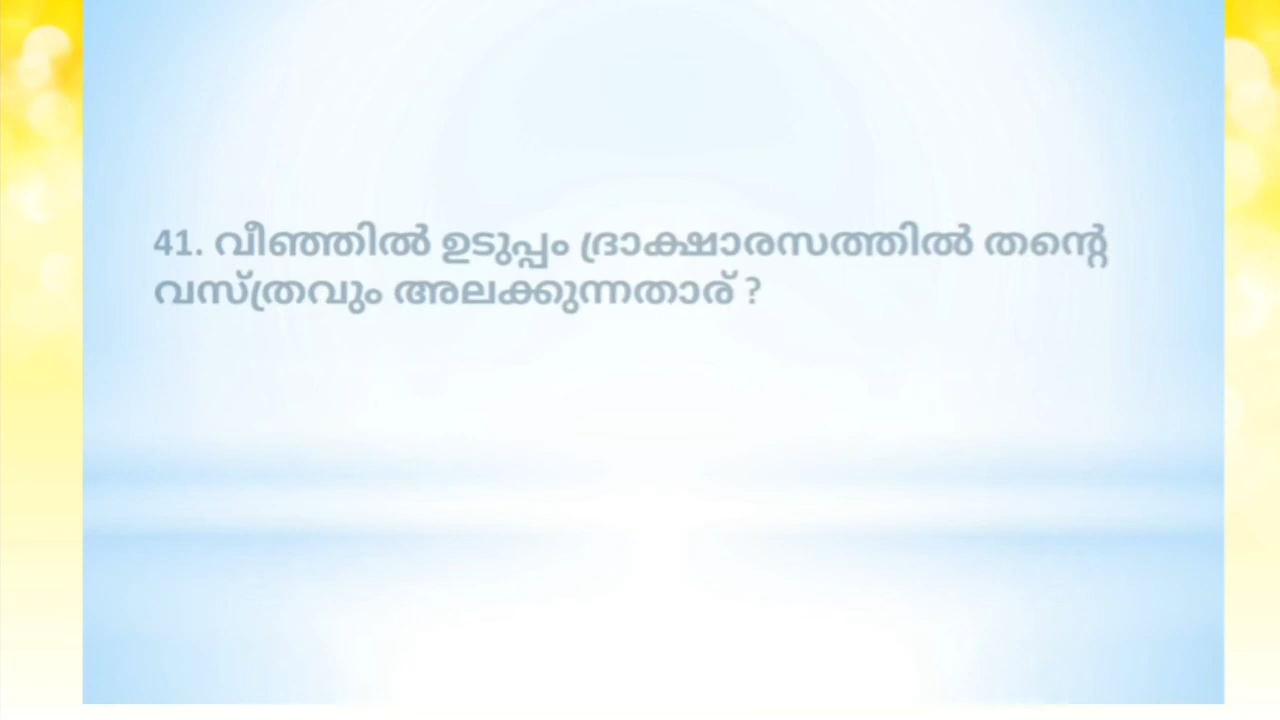 41. വീഞ്ഞിൽ ഉടുപ്പും ദ്രാക്ഷാരസത്തിൽ തന്റെ
വസ്ത്രവും അലക്കുന്നതാര് ?